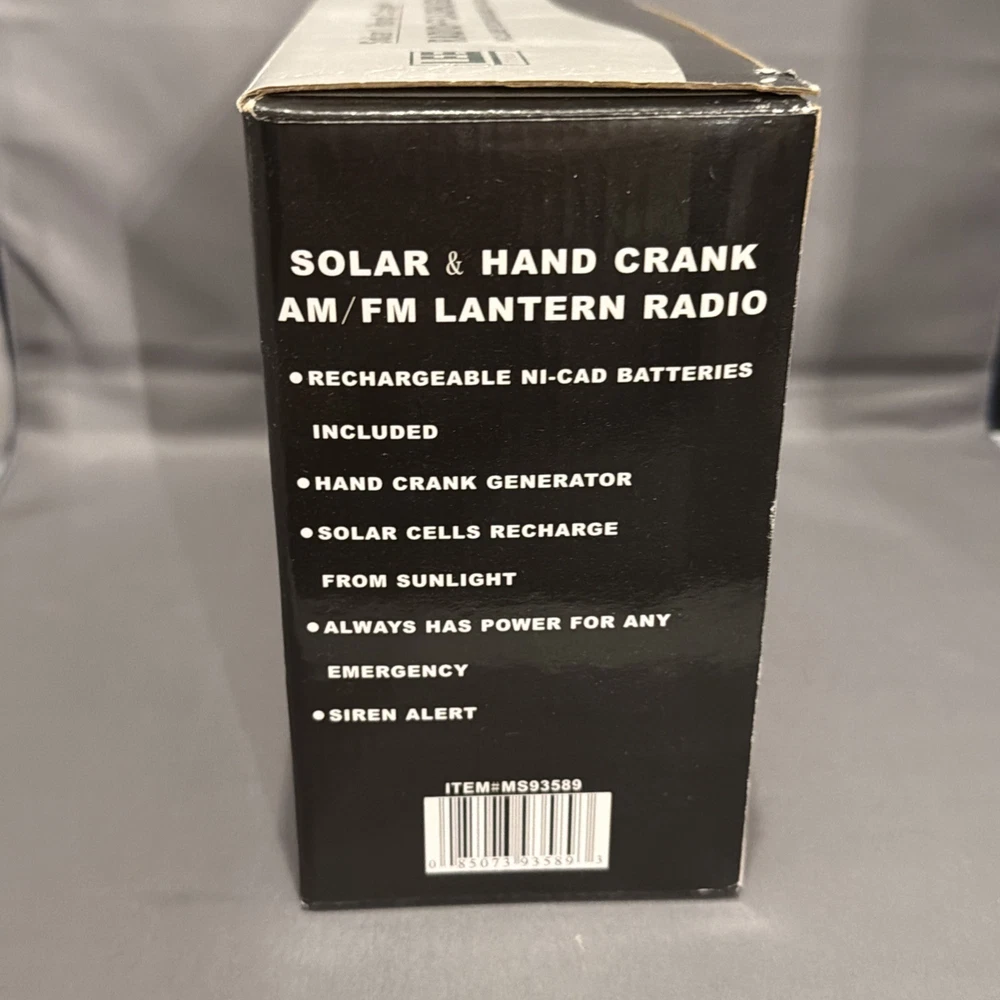 SOLAR & HAND CRANK
AM/FM LANTERN RADIO
•RECHARGEABLE NI-CAD BATTERIES
INCLUDED
•HAND CRANK GENERATOR
•SOLAR CELLS RECHARGE
FROM SUNLIGHT
•ALWAYS HAS POWER FOR ANY
EMERGENCY
•SIREN ALERT
ITEM#MS93589
0 85073 93589 3